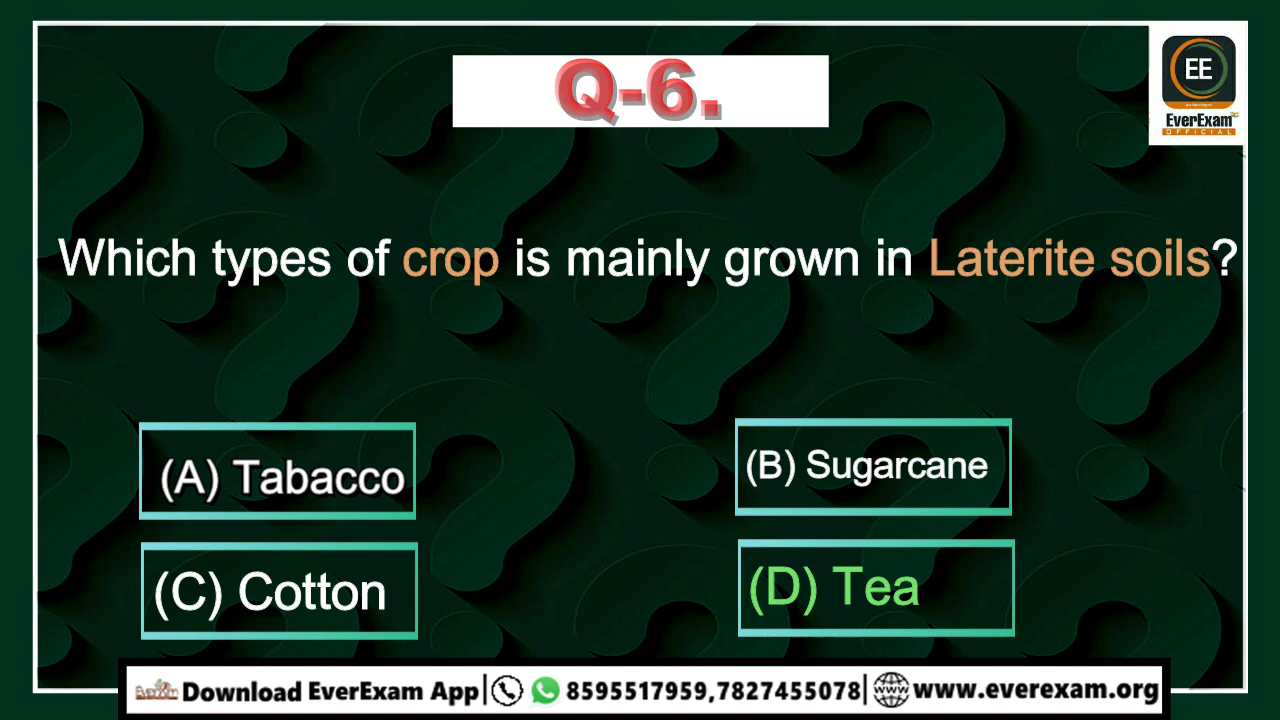 Q-6.
EE
EverExam
OFFICIAL
Which types of crop is mainly grown in Laterite soils?
(A) Tabacco
(B) Sugarcane
(C) Cotton
(D) Tea
Download EverExam App| 8595517959,7827455078| www.everexam.org